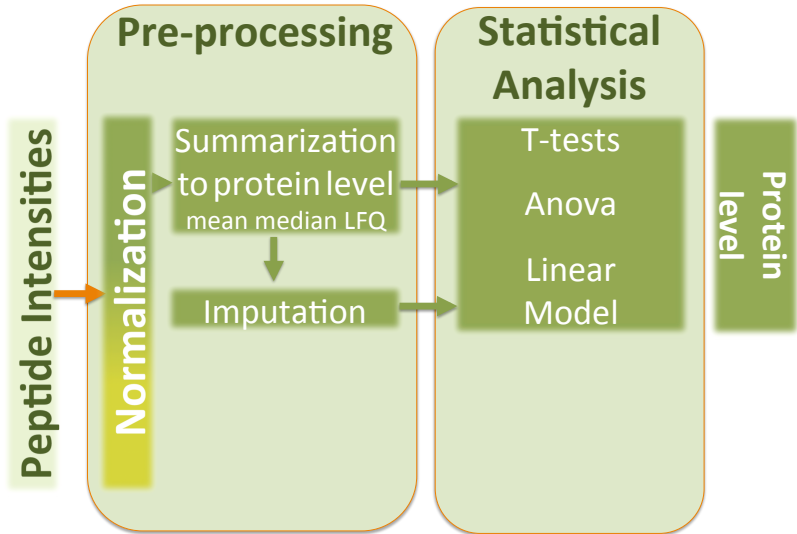 Pre-processing
Statistical
Analysis
Peptide Intensities
Normalization
Summarization
to protein level
mean median LFQ
Imputation
T-tests
Anova
Linear
Model
Protein
level